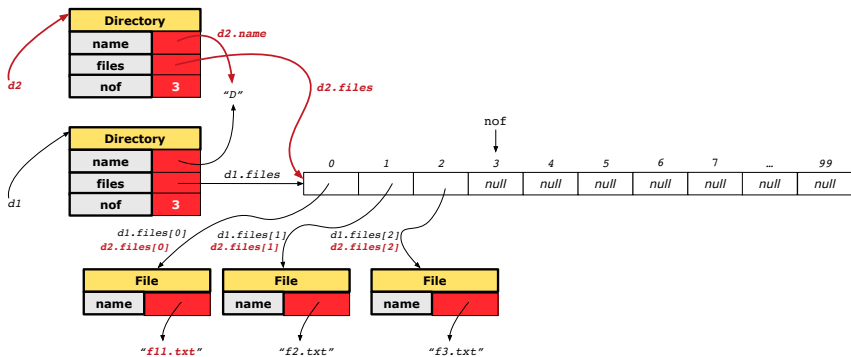 Directory
name
files
nof 3
d2
d2.name
d2.files
"D"
Directory
name
files
nof 3
d1
d1.files
nof
0 1 2 3 4 5 6 7 … 99
null null null null null null null
d1.files[0]
d2.files[0]
d1.files[1]
d2.files[1]
d1.files[2]
d2.files[2]
File
name
"f11.txt"
File
name
"f2.txt"
File
name
"f3.txt"